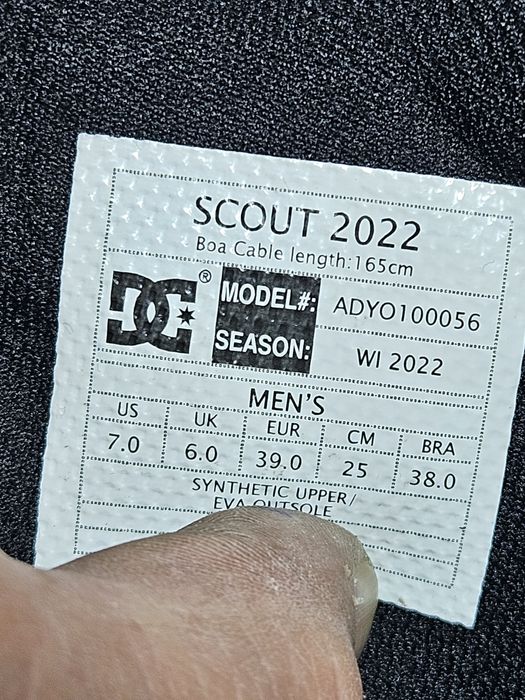 SCOUT 2022
Boa Cable length:165cm
DC ® MODEL#: ADYO100056
SEASON: WI 2022
MEN'S
US UK EUR CM BRA
7.0 6.0 39.0 25 38.0
SYNTHETIC UPPER/
EVA OUTSOLE